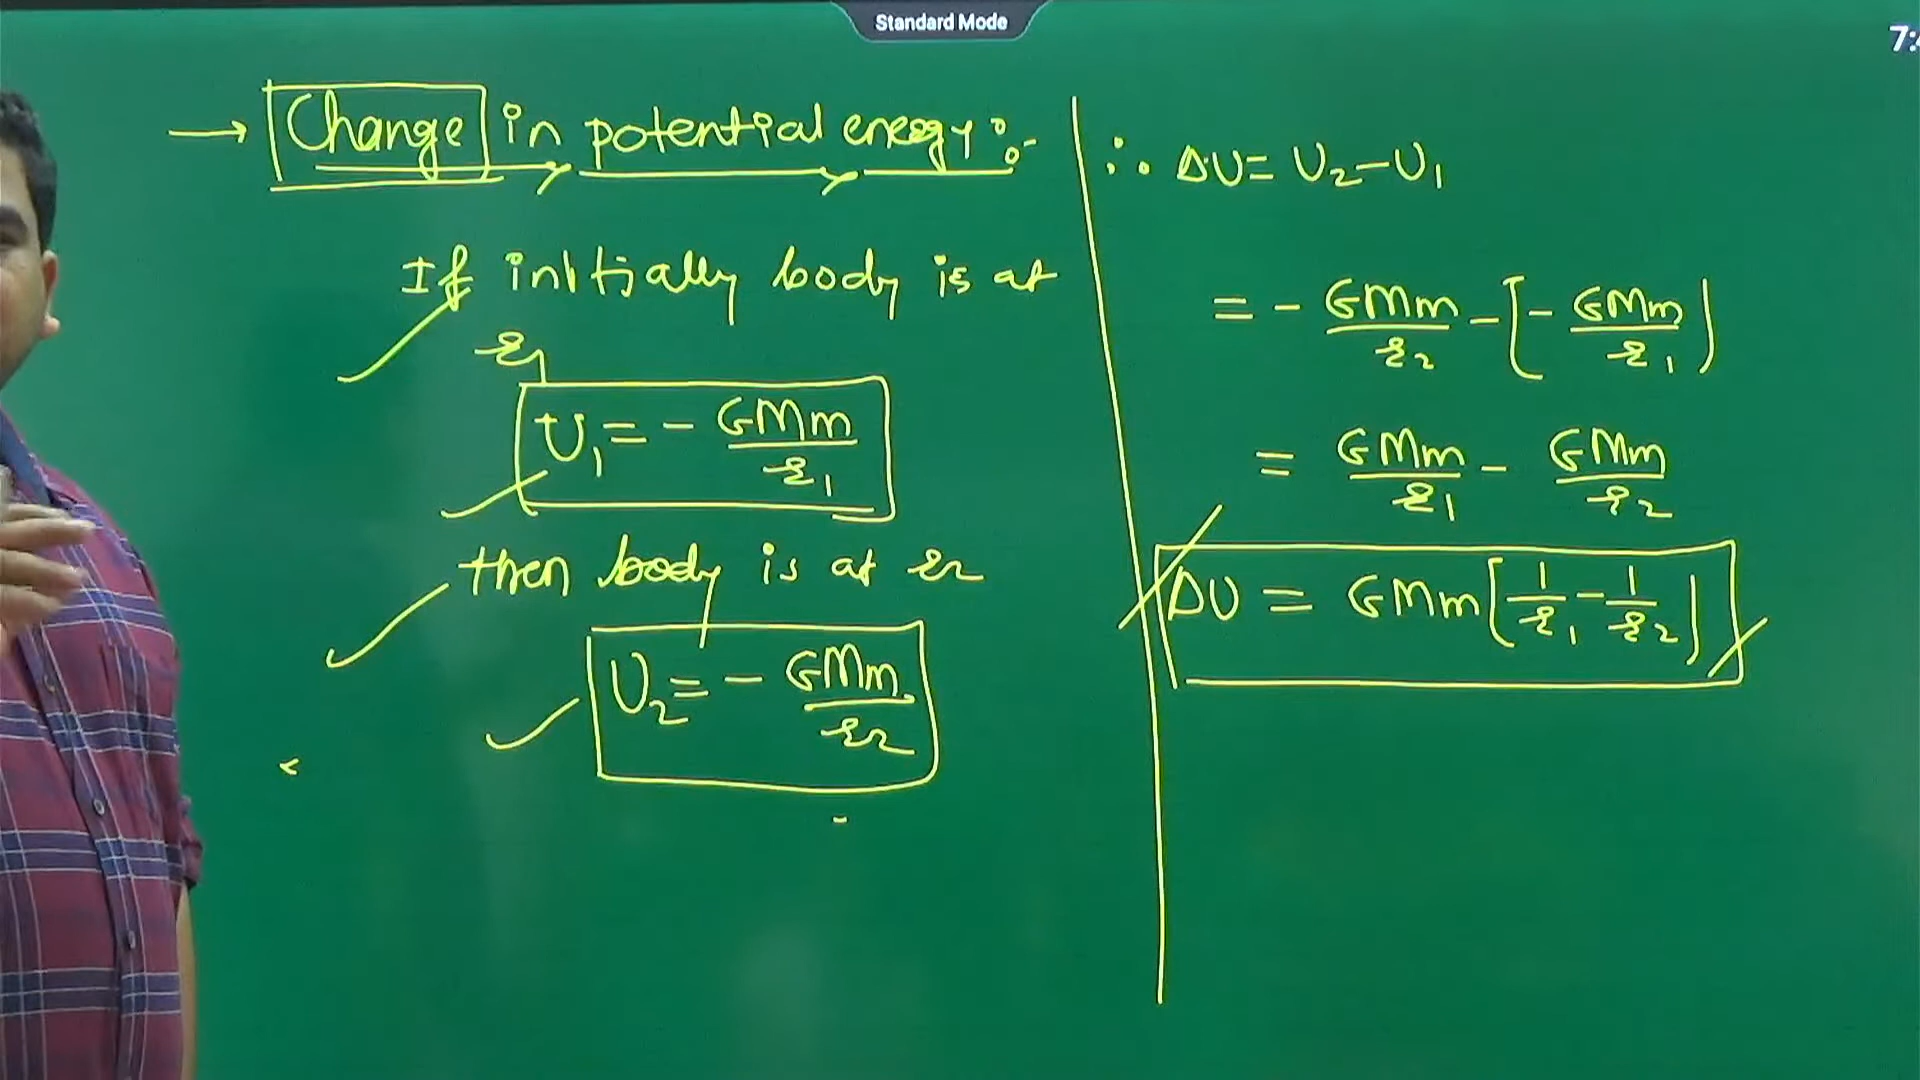 Standard Mode
7:
→ Change in potential energy:-
If initially body is at
r1
U1 = - GMm/r1
then body is at r2
U2 = - GMm/r2
∴ ΔU = U2 - U1
= - GMm/r2 - [- GMm/r1)
= GMm/r1 - GMm/r2
ΔU = GMm[1/r1 - 1/r2)